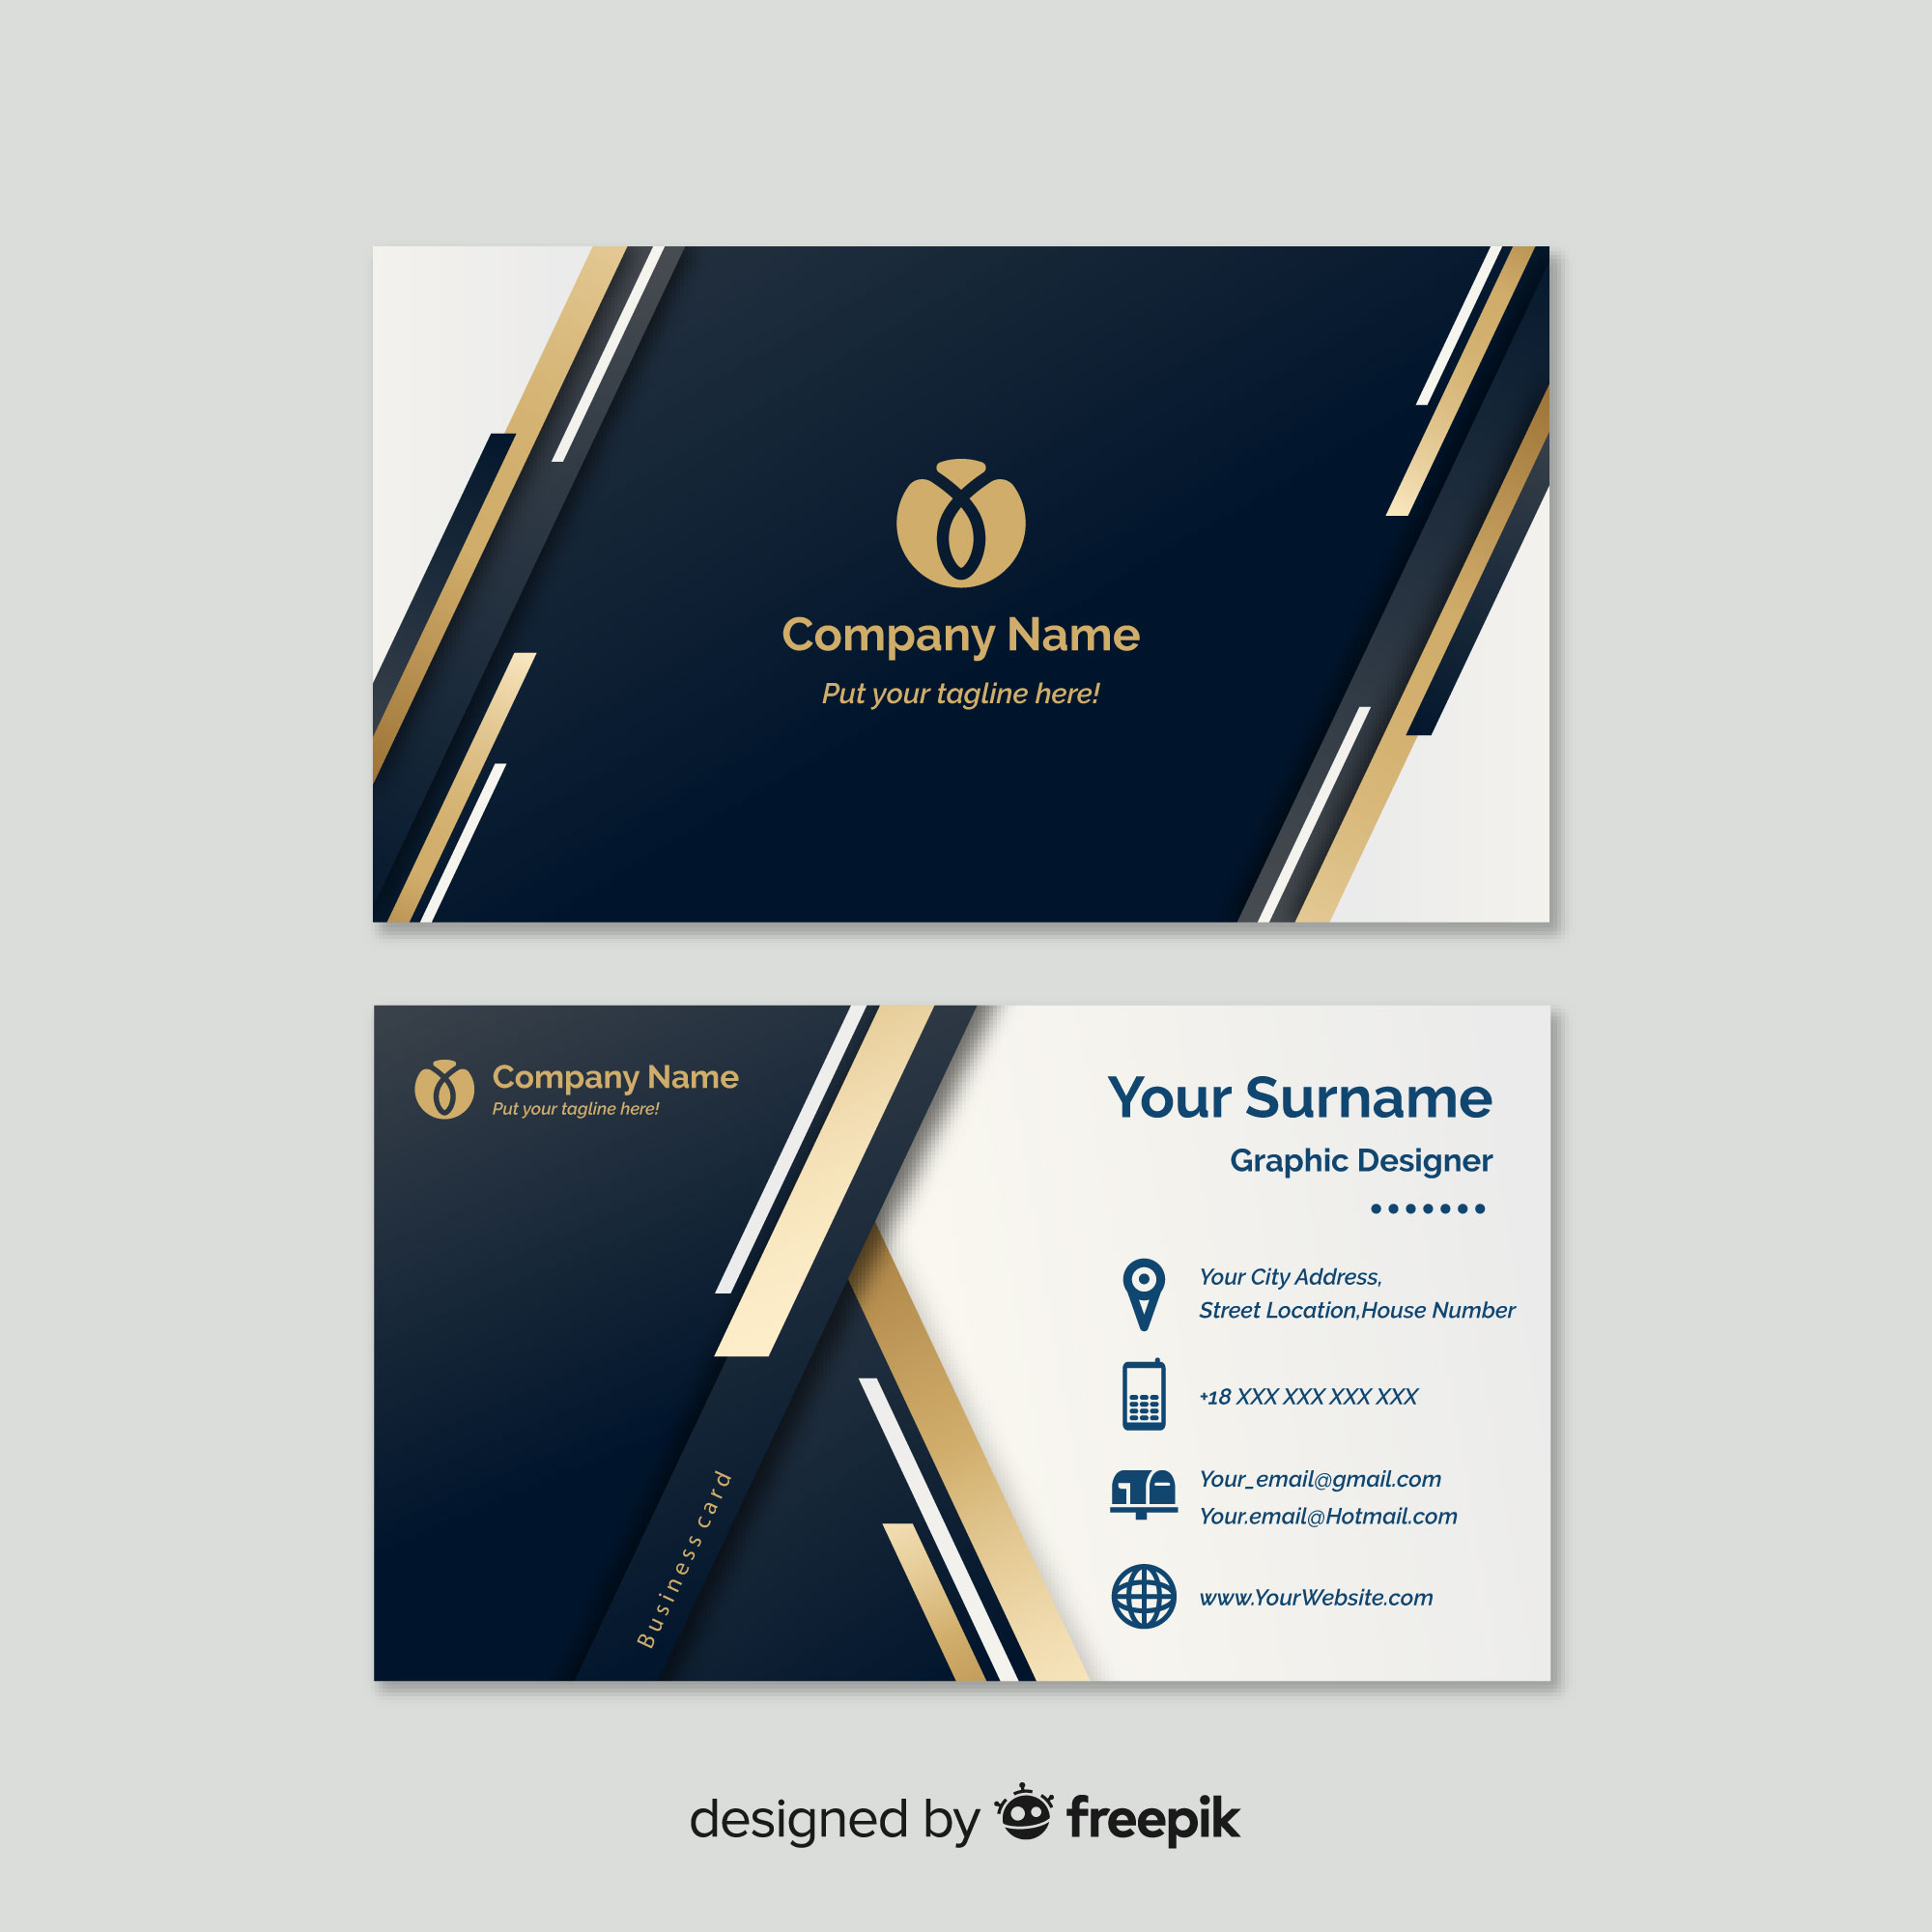 Company Name
Put your tagline here!
Company Name
Put your tagline here!
Business card
Your Surname
Graphic Designer
Your City Address,
Street Location,House Number
+18 XXX XXX XXX XXX
Your_email@gmail.com
Your.email@Hotmail.com
www.YourWebsite.com
designed by freepik